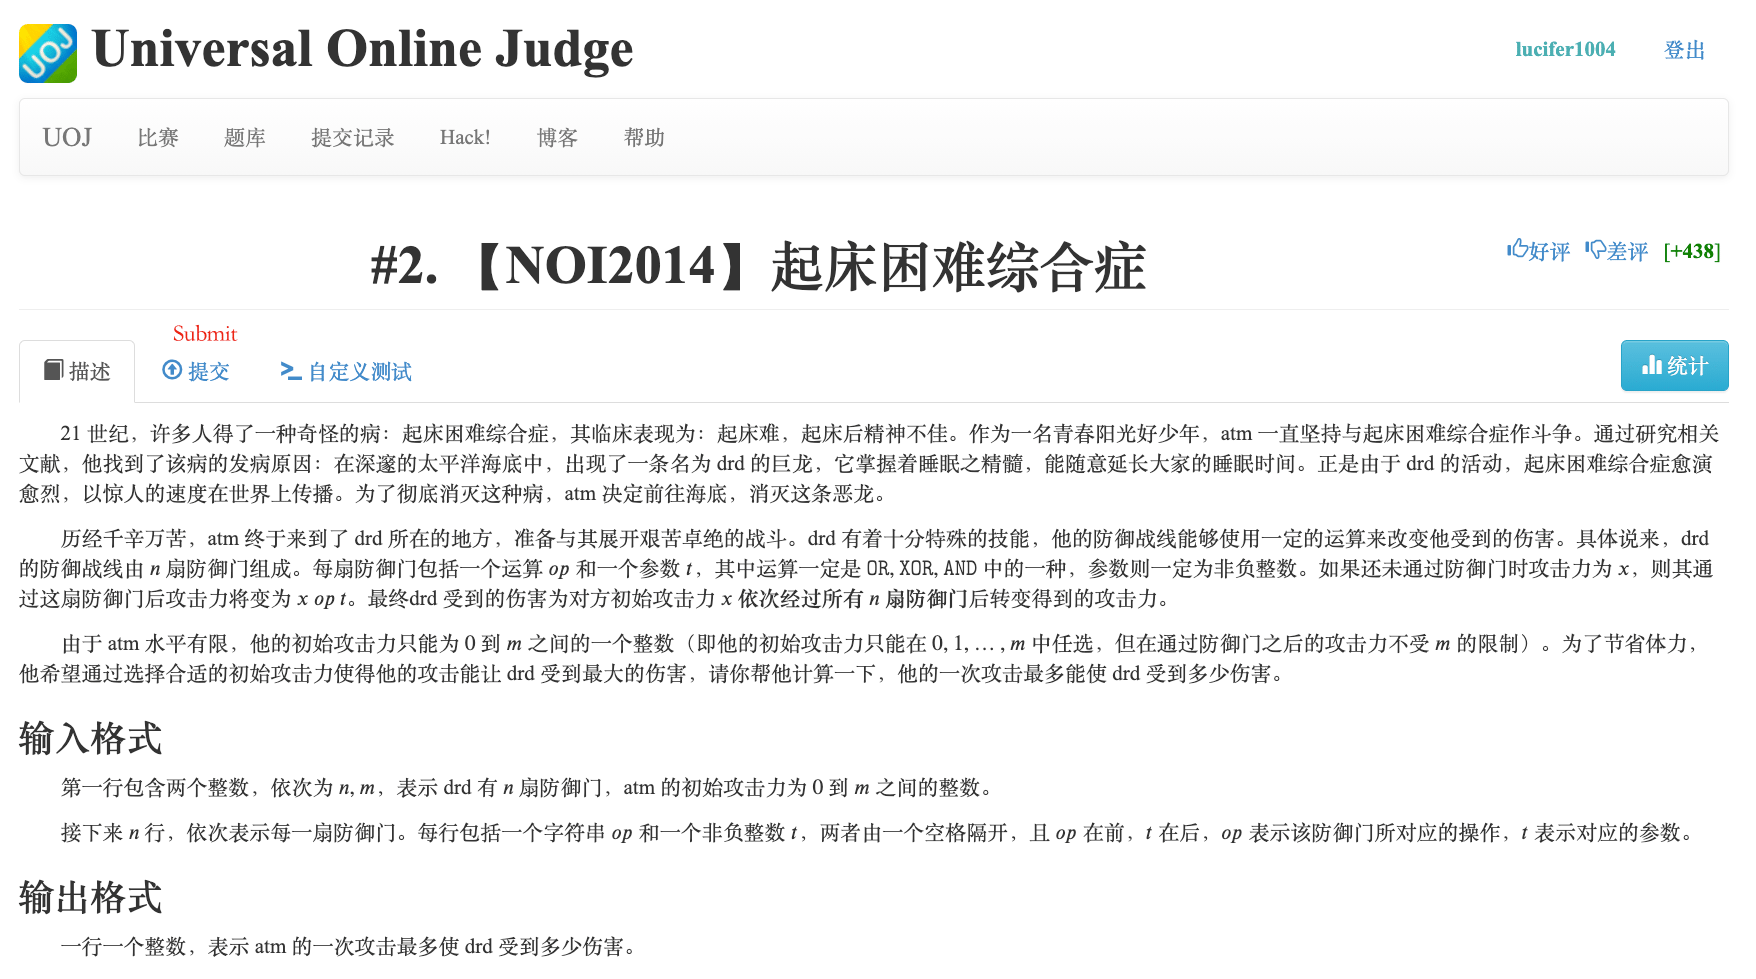 UOJ Universal Online Judge
lucifer1004 登出
UOJ 比赛 题库 提交记录 Hack! 博客 帮助
#2. 【NOI2014】起床困难综合症
好评 差评 [+438]
Submit
描述 提交 自定义测试 统计
21 世纪，许多人得了一种奇怪的病：起床困难综合症，其临床表现为：起床难，起床后精神不佳。作为一名青春阳光好少年，atm 一直坚持与起床困难综合症作斗争。通过研究相关
文献，他找到了该病的发病原因：在深邃的太平洋海底中，出现了一条名为 drd 的巨龙，它掌握着睡眠之精髓，能随意延长大家的睡眠时间。正是由于 drd 的活动，起床困难综合症愈演
愈烈，以惊人的速度在世界上传播。为了彻底消灭这种病，atm 决定前往海底，消灭这条恶龙。
历经千辛万苦，atm 终于来到了 drd 所在的地方，准备与其展开艰苦卓绝的战斗。drd 有着十分特殊的技能，他的防御战线能够使用一定的运算来改变他受到的伤害。具体说来，drd
的防御战线由 n 扇防御门组成。每扇防御门包括一个运算 op 和一个参数 t，其中运算一定是 OR, XOR, AND 中的一种，参数则一定为非负整数。如果还未通过防御门时攻击力为 x，则其通
过这扇防御门后攻击力将变为 x op t。最终drd 受到的伤害为对方初始攻击力 x 依次经过所有 n 扇防御门后转变得到的攻击力。
由于 atm 水平有限，他的初始攻击力只能为 0 到 m 之间的一个整数（即他的初始攻击力只能在 0, 1, … , m 中任选，但在通过防御门之后的攻击力不受 m 的限制）。为了节省体力，
他希望通过选择合适的初始攻击力使得他的攻击能让 drd 受到最大的伤害，请你帮他计算一下，他的一次攻击最多能使 drd 受到多少伤害。
输入格式
第一行包含两个整数，依次为 n, m，表示 drd 有 n 扇防御门，atm 的初始攻击力为 0 到 m 之间的整数。
接下来 n 行，依次表示每一扇防御门。每行包括一个字符串 op 和一个非负整数 t，两者由一个空格隔开，且 op 在前，t 在后，op 表示该防御门所对应的操作，t 表示对应的参数。
输出格式
一行一个整数，表示 atm 的一次攻击最多使 drd 受到多少伤害。